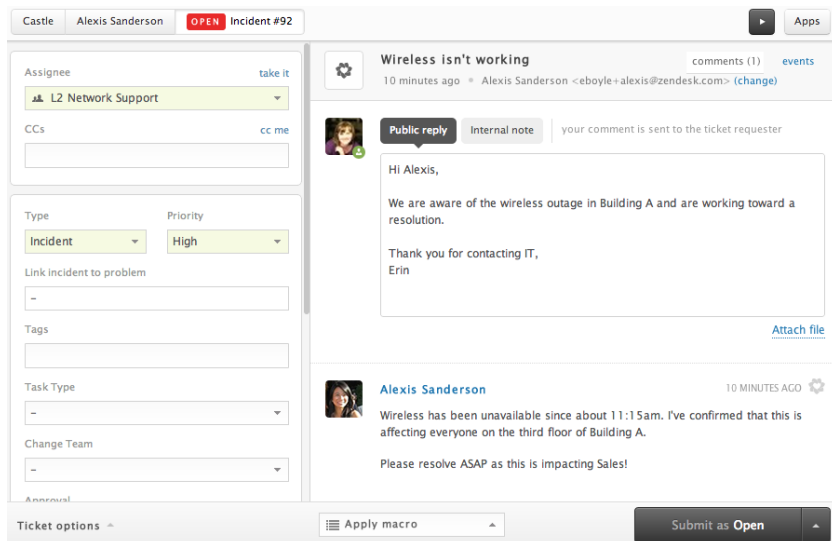 Castle
Alexis Sanderson
OPEN Incident #92
Apps
Assignee
take it
L2 Network Support
CCs
cc me
Type
Priority
Incident
High
Link incident to problem
–
Tags
Task Type
–
Change Team
–
Approval
Ticket options
Wireless isn't working
comments (1)
events
10 minutes ago
Alexis Sanderson <eboyle+alexis@zendesk.com> (change)
Public reply
Internal note
your comment is sent to the ticket requester
Hi Alexis,
We are aware of the wireless outage in Building A and are working toward a
resolution.
Thank you for contacting IT,
Erin
Attach file
Alexis Sanderson
10 MINUTES AGO
Wireless has been unavailable since about 11:15am. I've confirmed that this is
affecting everyone on the third floor of Building A.
Please resolve ASAP as this is impacting Sales!
Apply macro
Submit as Open